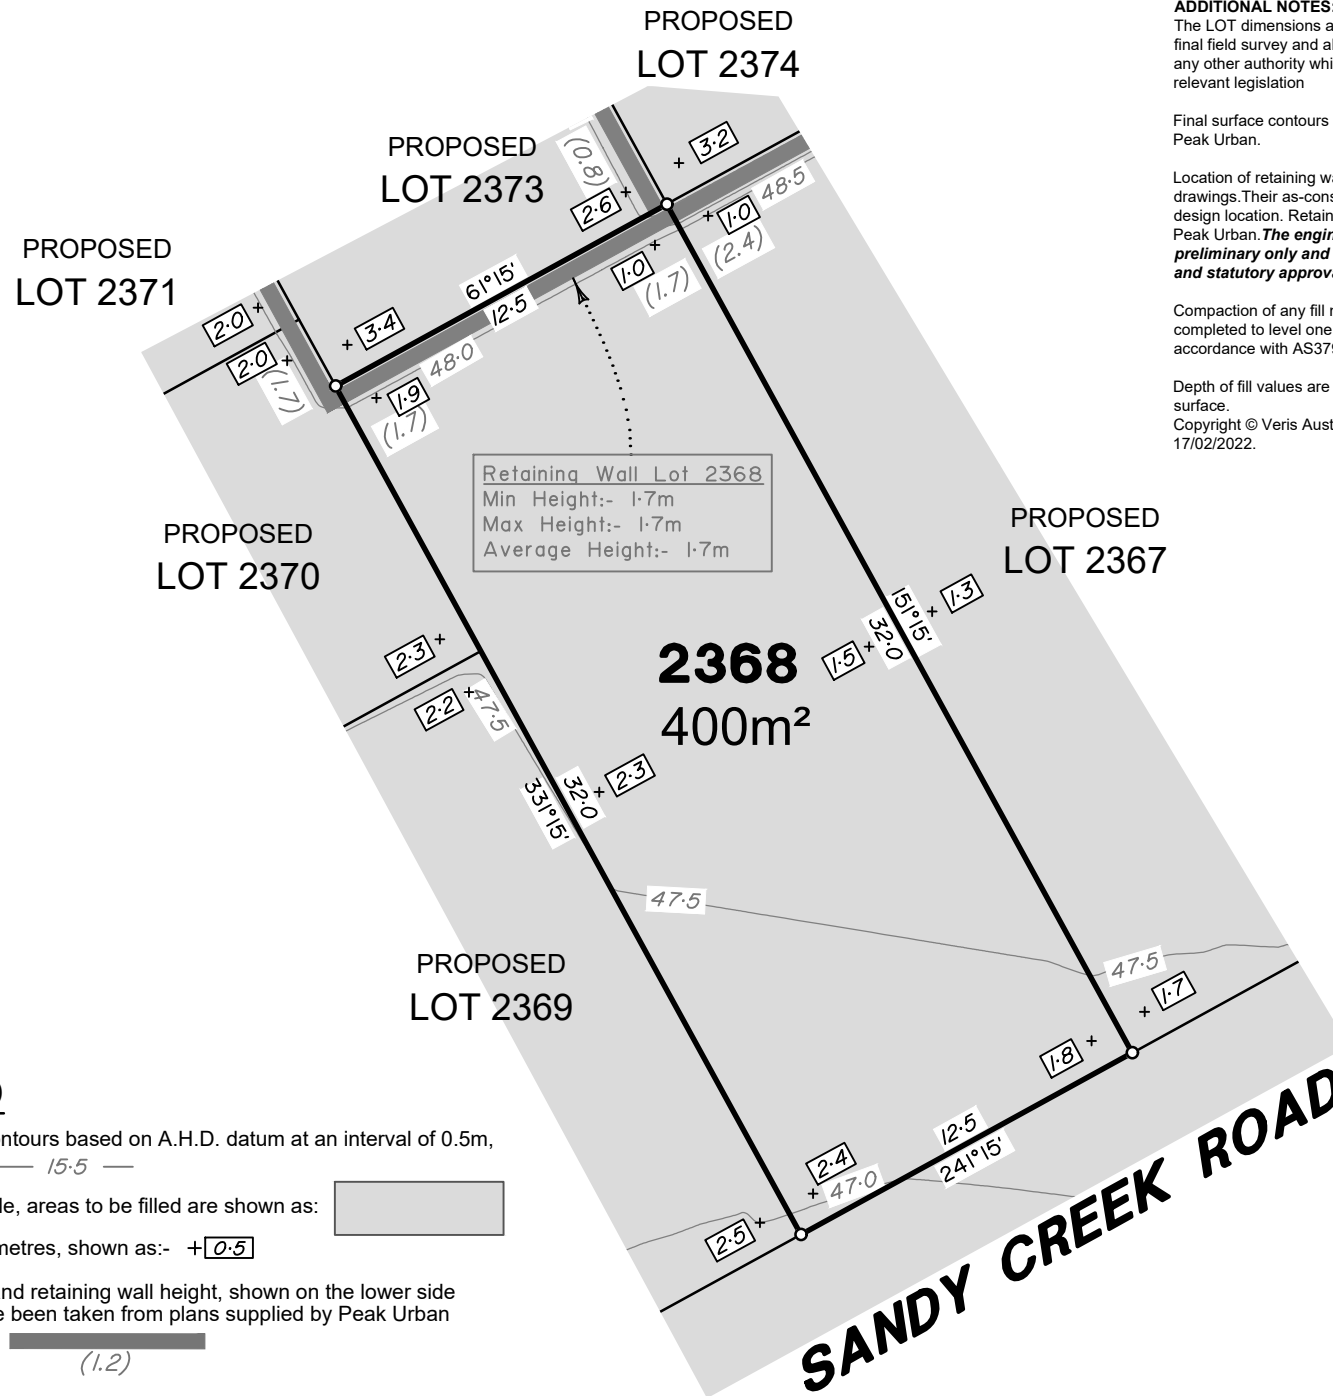 PROPOSED
LOT 2374
PROPOSED
LOT 2373
PROPOSED
LOT 2371
PROPOSED
LOT 2370
PROPOSED
LOT 2367
PROPOSED
LOT 2369
3·2
(0.8)
2·6
1·0
48·5
(2.4)
1·0
(1.7)
61°15'
12·5
3·4
48·0
2·0
2·0
(1.7)
1·9
(1.7)
Retaining Wall Lot 2368
Min Height:- 1·7m
Max Height:- 1·7m
Average Height:- 1·7m
2368
400m²
151°15'
32·0
1·3
1·5
2·3
2·2
47·5
2·3
32·0
331°15'
47·5
47·5
1·7
1·8
12·5
241°15'
2·4
47·0
2·5
SANDY CREEK ROAD
ADDITIONAL NOTES:
The LOT dimensions a
final field survey and al
any other authority whi
relevant legislation
Final surface contours
Peak Urban.
Location of retaining wa
drawings.Their as-cons
design location. Retain
Peak Urban.The engin
preliminary only and
and statutory approva
Compaction of any fill m
completed to level one
accordance with AS379
Depth of fill values are
surface.
Copyright © Veris Aust
17/02/2022.
ntours based on A.H.D. datum at an interval of 0.5m,
15·5
le, areas to be filled are shown as:
metres, shown as:- +0·5
nd retaining wall height, shown on the lower side
e been taken from plans supplied by Peak Urban
(1.2)